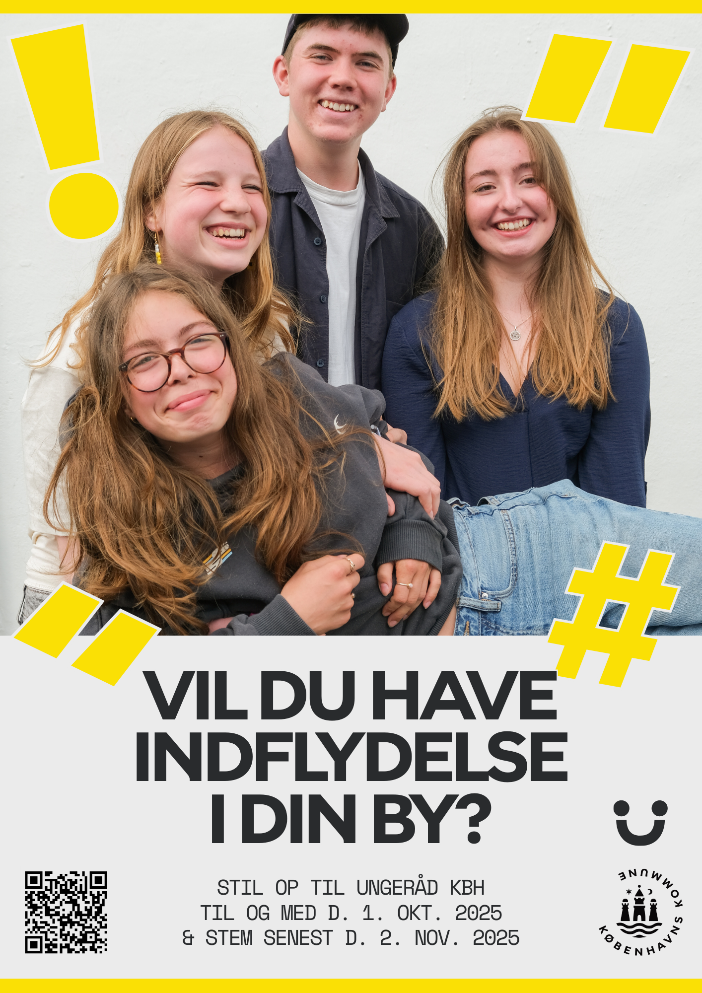 VIL DU HAVE
INDFLYDELSE
I DIN BY?
STIL OP TIL UNGERÅD KBH
TIL OG MED D. 1. OKT. 2025
& STEM SENEST D. 2. NOV. 2025
KØBENHAVNS KOMMUNE